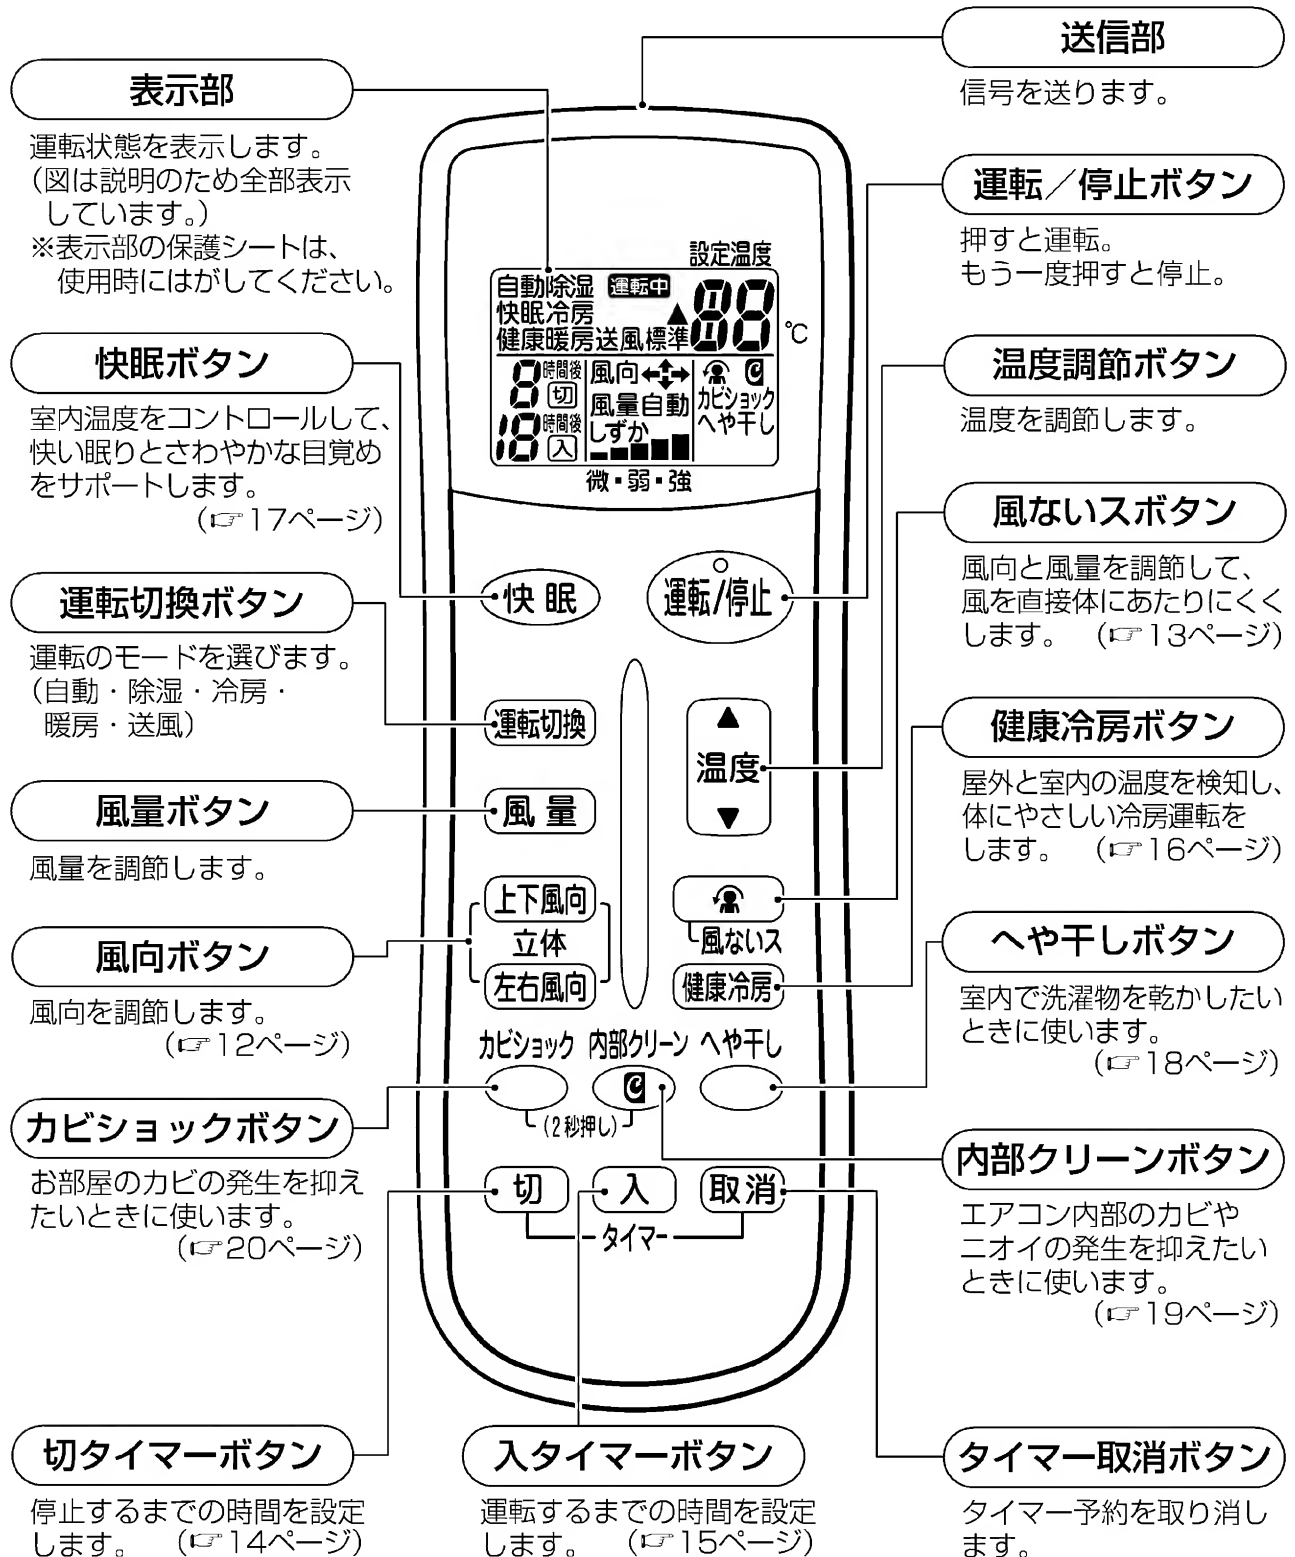 送信部
信号を送ります。
表示部
運転状態を表示します。
(図は説明のため全部表示
しています。)
※表示部の保護シートは、
使用時にはがしてください。
運転／停止ボタン
押すと運転。
もう一度押すと停止。
快眠ボタン
室内温度をコントロールして、
快い眠りとさわやかな目覚め
をサポートします。
(☞17ページ)
温度調節ボタン
温度を調節します。
運転切換ボタン
運転のモードを選びます。
(自動・除湿・冷房・
暖房・送風)
風ないスボタン
風向と風量を調節して、
風を直接体にあたりにくく
します。 (☞13ページ)
風量ボタン
風量を調節します。
健康冷房ボタン
屋外と室内の温度を検知し、
体にやさしい冷房運転を
します。 (☞16ページ)
風向ボタン
風向を調節します。
(☞12ページ)
へや干しボタン
室内で洗濯物を乾かしたい
ときに使います。
(☞18ページ)
カビショックボタン
お部屋のカビの発生を抑え
たいときに使います。
(☞20ページ)
内部クリーンボタン
エアコン内部のカビや
ニオイの発生を抑えたい
ときに使います。
(☞19ページ)
設定温度
自動除湿 運転中
快眠冷房 ▲88℃
健康暖房送風標準
8時間後 切
18時間後 入
風向
風量自動
しずか
C
カビショック
へや干し
微・弱・強
快眠
運転/停止
運転切換
▲
温度
▼
風量
上下風向
立体
左右風向
風ないス
健康冷房
カビショック 内部クリーン へや干し
C
(2秒押し)
切 入 取消
タイマー
切タイマーボタン
停止するまでの時間を設定
します。 (☞14ページ)
入タイマーボタン
運転するまでの時間を設定
します。 (☞15ページ)
タイマー取消ボタン
タイマー予約を取り消し
ます。